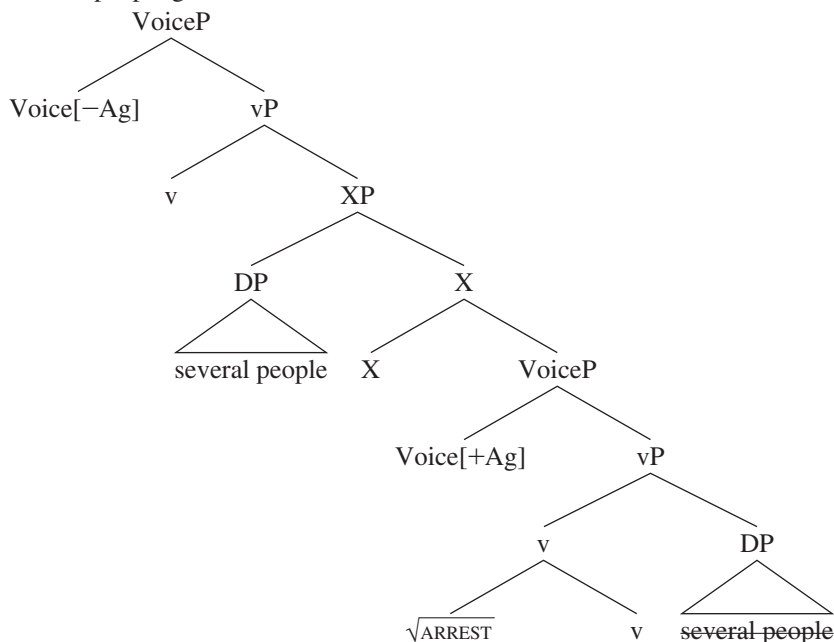 VoiceP
Voice[−Ag] vP
v XP
DP X
several people X VoiceP
Voice[+Ag] vP
v DP
√ARREST v several people